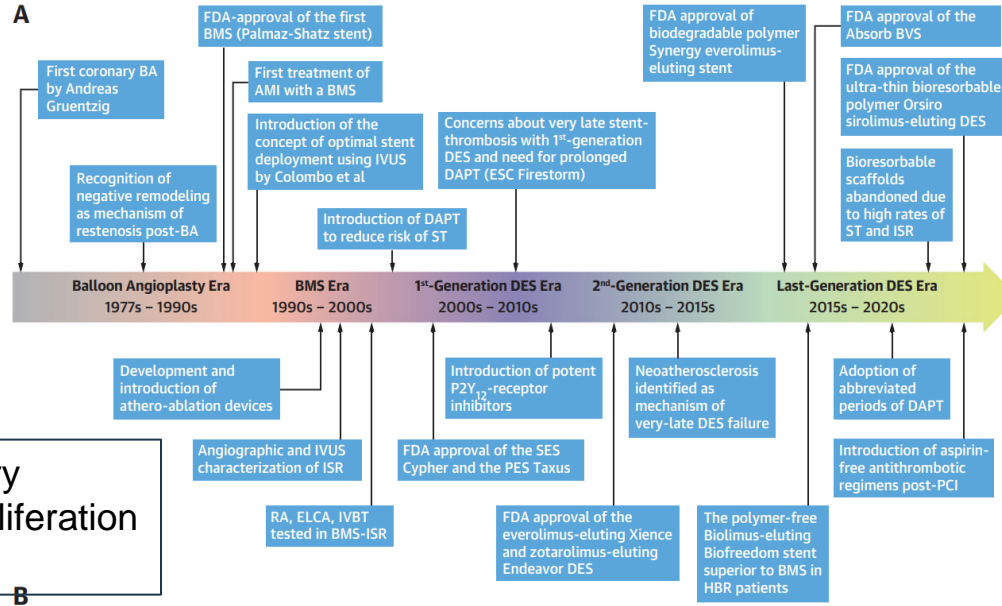 A
FDA-approval of the first
BMS (Palmaz-Shatz stent)
First coronary BA
by Andreas
Gruentzig
First treatment of
AMI with a BMS
Recognition of
negative remodeling
as mechanism of
restenosis post-BA
Introduction of the
concept of optimal stent
deployment using IVUS
by Colombo et al
Introduction of DAPT
to reduce risk of ST
Concerns about very late stent-
thrombosis with 1st-generation
DES and need for prolonged
DAPT (ESC Firestorm)
FDA approval of
biodegradable polymer
Synergy everolimus-
eluting stent
FDA approval of the
Absorb BVS
FDA approval of the
ultra-thin bioresorbable
polymer Orsiro
sirolimus-eluting DES
Bioresorbable
scaffolds
abandoned due
to high rates of
ST and ISR
Balloon Angioplasty Era
1977s – 1990s
BMS Era
1990s – 2000s
1st-Generation DES Era
2000s – 2010s
2nd-Generation DES Era
2010s – 2015s
Last-Generation DES Era
2015s – 2020s
Development and
introduction of
athero-ablation devices
Angiographic and IVUS
characterization of ISR
RA, ELCA, IVBT
tested in BMS-ISR
FDA approval of the SES
Cypher and the PES Taxus
Introduction of potent
P2Y12-receptor
inhibitors
FDA approval of the
everolimus-eluting Xience
and zotarolimus-eluting
Endeavor DES
Neoatherosclerosis
identified as
mechanism of
very-late DES failure
The polymer-free
Biolimus-eluting
Biofreedom stent
superior to BMS in
HBR patients
Adoption of
abbreviated
periods of DAPT
Introduction of aspirin-
free antithrombotic
regimens post-PCI
ry
liferation
B